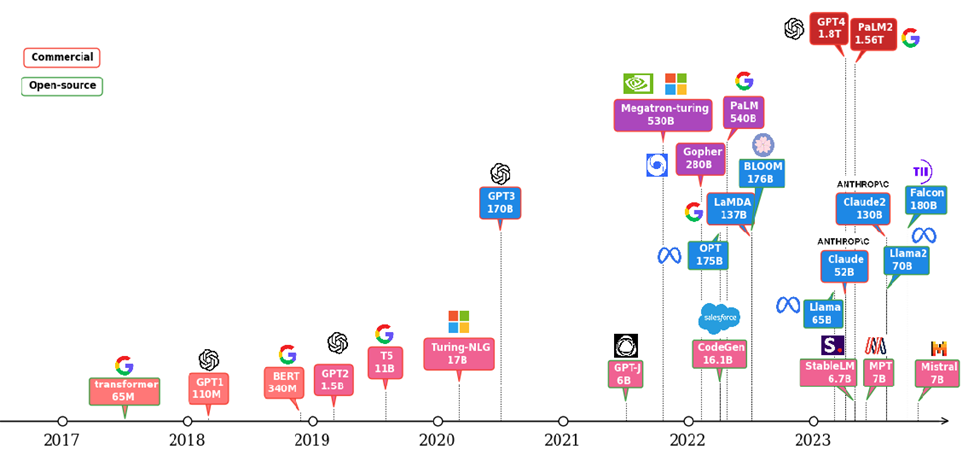 Commercial
Open-source
GPT4
1.8T
PaLM2
1.56T
Megatron-turing
530B
PaLM
540B
Gopher
280B
BLOOM
176B
GPT3
170B
LaMDA
137B
OPT
175B
TII
Falcon
180B
ANTHROP\C
Claude2
130B
ANTHROP\C
Claude
52B
Llama2
70B
Llama
65B
transformer
65M
GPT1
110M
BERT
340M
GPT2
1.5B
T5
11B
Turing-NLG
17B
GPT-J
6B
salesforce
CodeGen
16.1B
S.
StableLM
6.7B
MPT
7B
Mistral
7B
2017
2018
2019
2020
2021
2022
2023